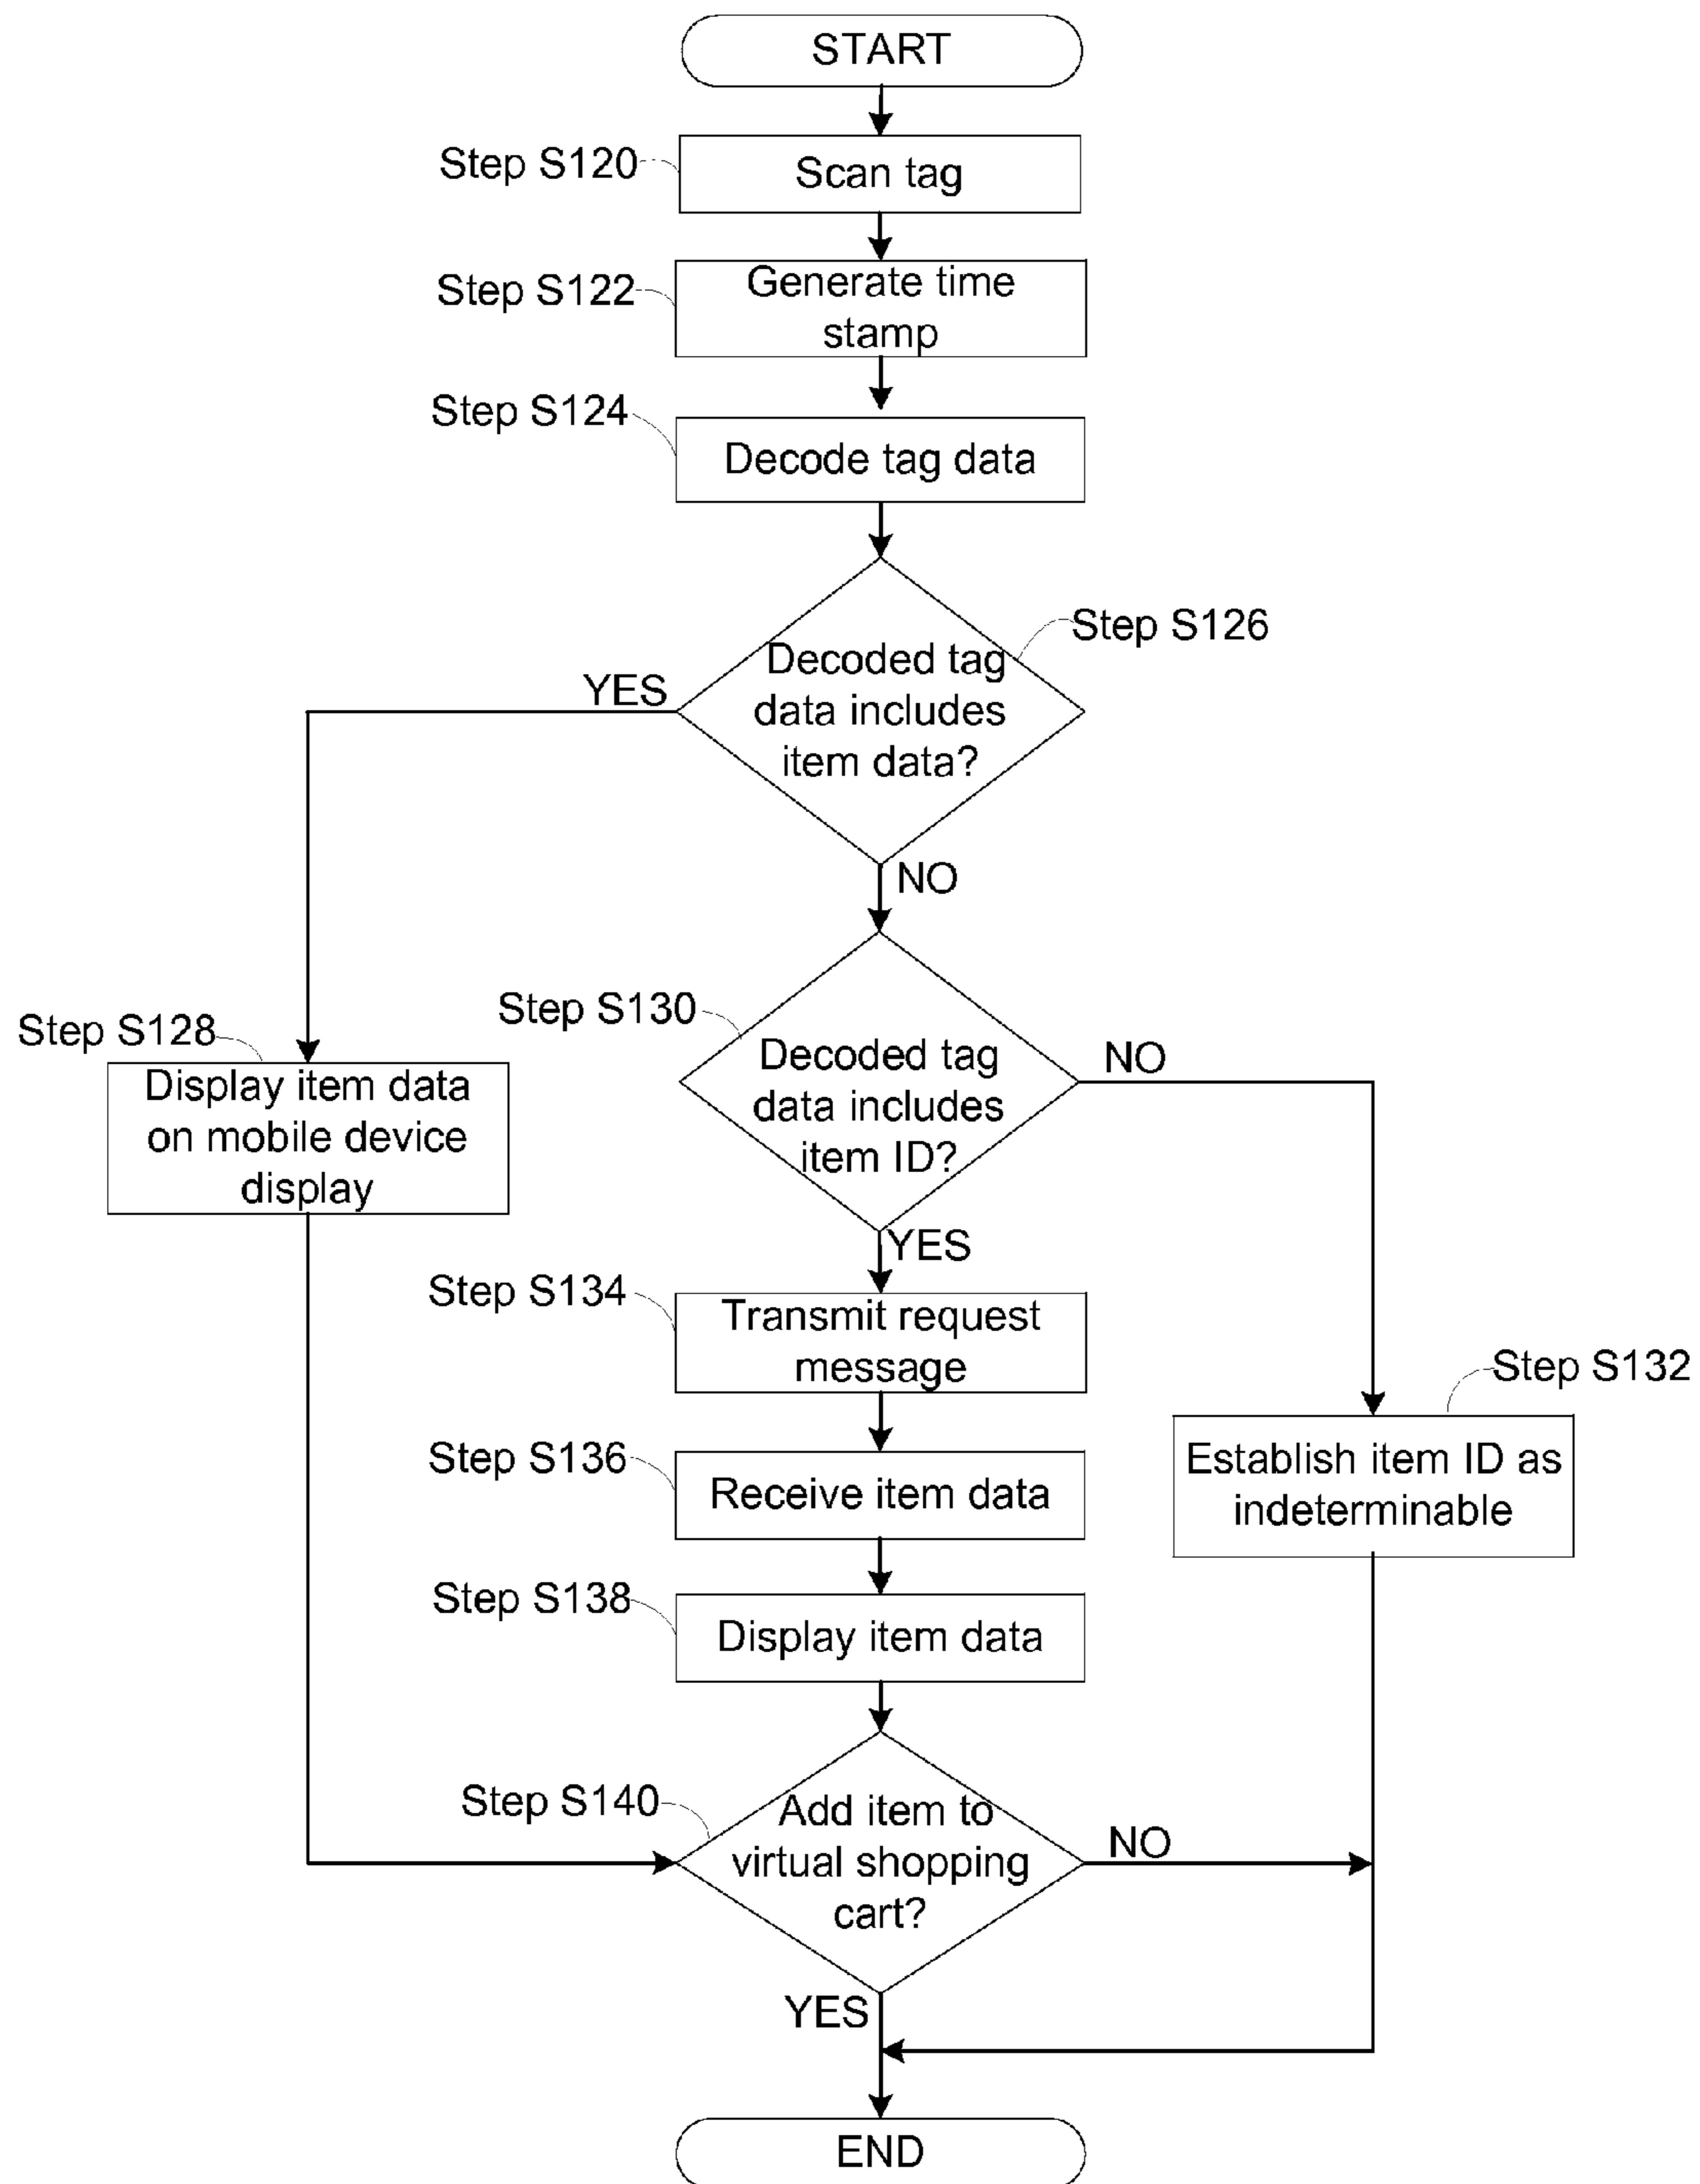 START
Step S120
Scan tag
Step S122
Generate time
stamp
Step S124
Decode tag data
Step S126
Decoded tag
data includes
item data?
YES
NO
Step S128
Display item data
on mobile device
display
Step S130
Decoded tag
data includes
item ID?
NO
YES
Step S134
Transmit request
message
Step S132
Establish item ID as
indeterminable
Step S136
Receive item data
Step S138
Display item data
Step S140
Add item to
virtual shopping
cart?
NO
YES
END